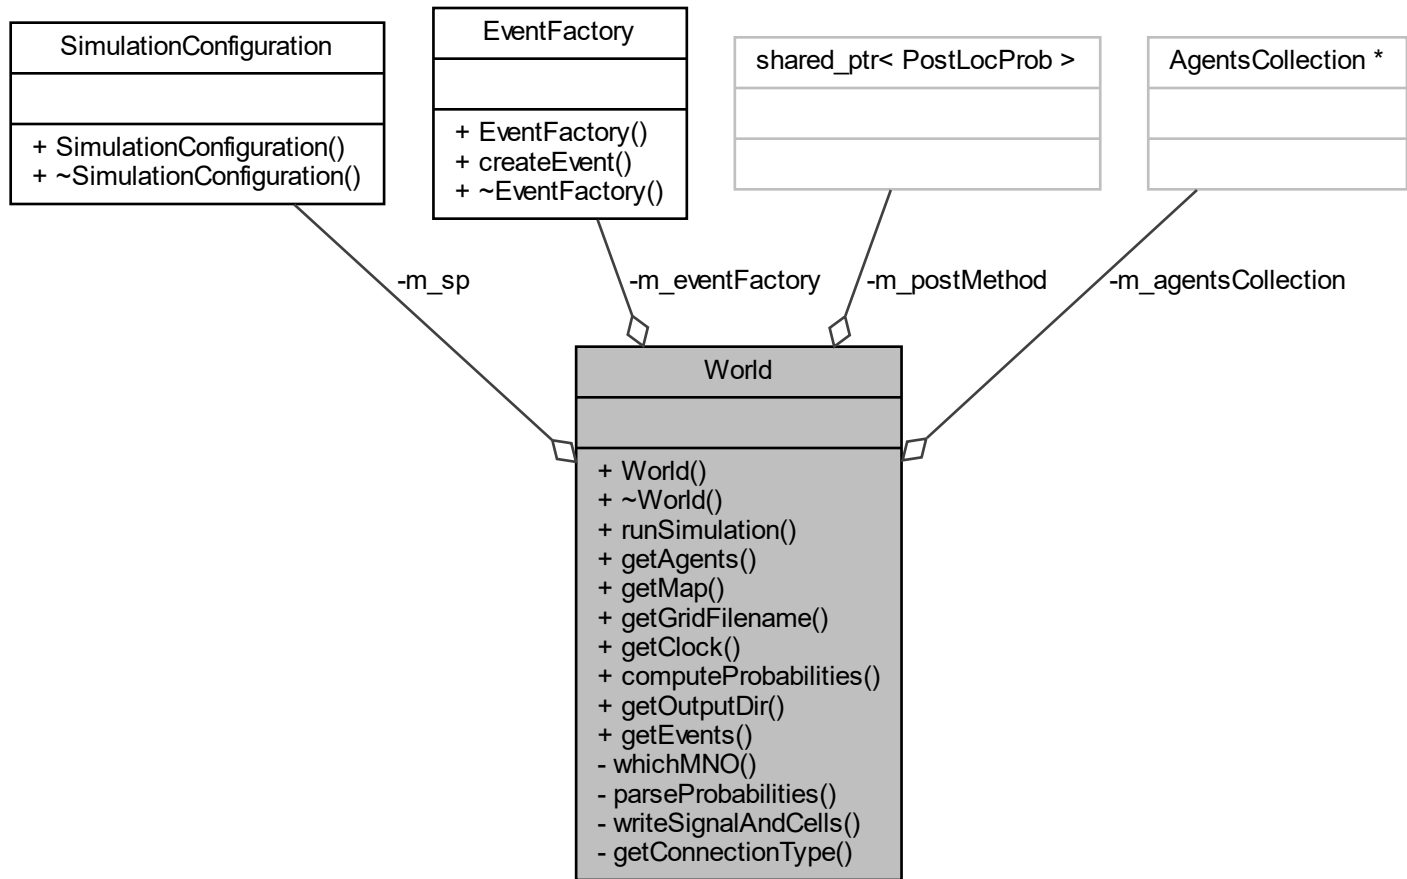 SimulationConfiguration
+ SimulationConfiguration()
+ ~SimulationConfiguration()
EventFactory
+ EventFactory()
+ createEvent()
+ ~EventFactory()
shared_ptr< PostLocProb >
AgentsCollection *
-m_sp
-m_eventFactory
-m_postMethod
-m_agentsCollection
World
+ World()
+ ~World()
+ runSimulation()
+ getAgents()
+ getMap()
+ getGridFilename()
+ getClock()
+ computeProbabilities()
+ getOutputDir()
+ getEvents()
- whichMNO()
- parseProbabilities()
- writeSignalAndCells()
- getConnectionType()